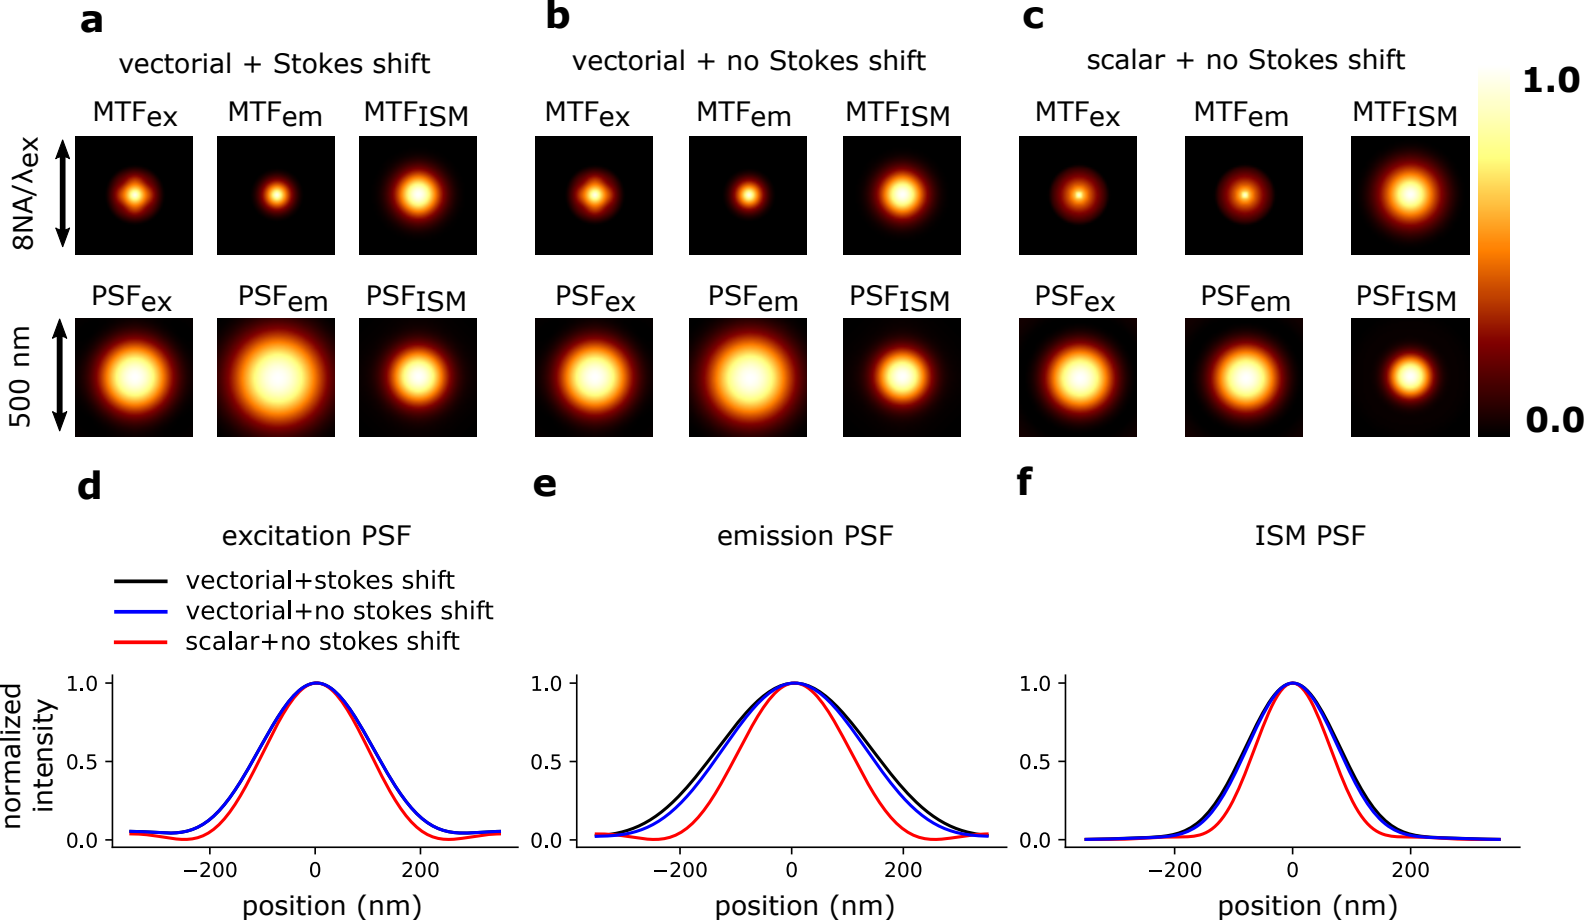 a
b
c
vectorial + Stokes shift
vectorial + no Stokes shift
scalar + no Stokes shift
1.0
0.0
MTFex MTFem MTFISM
MTFex MTFem MTFISM
MTFex MTFem MTFISM
8NA/λex
PSFex PSFem PSFISM
PSFex PSFem PSFISM
PSFex PSFem PSFISM
500 nm
d
excitation PSF
vectorial+stokes shift
vectorial+no stokes shift
scalar+no stokes shift
normalized
intensity
1.0
0.5
0.0
−200 0 200
position (nm)
e
emission PSF
1.0
0.5
0.0
−200 0 200
position (nm)
f
ISM PSF
1.0
0.5
0.0
−200 0 200
position (nm)